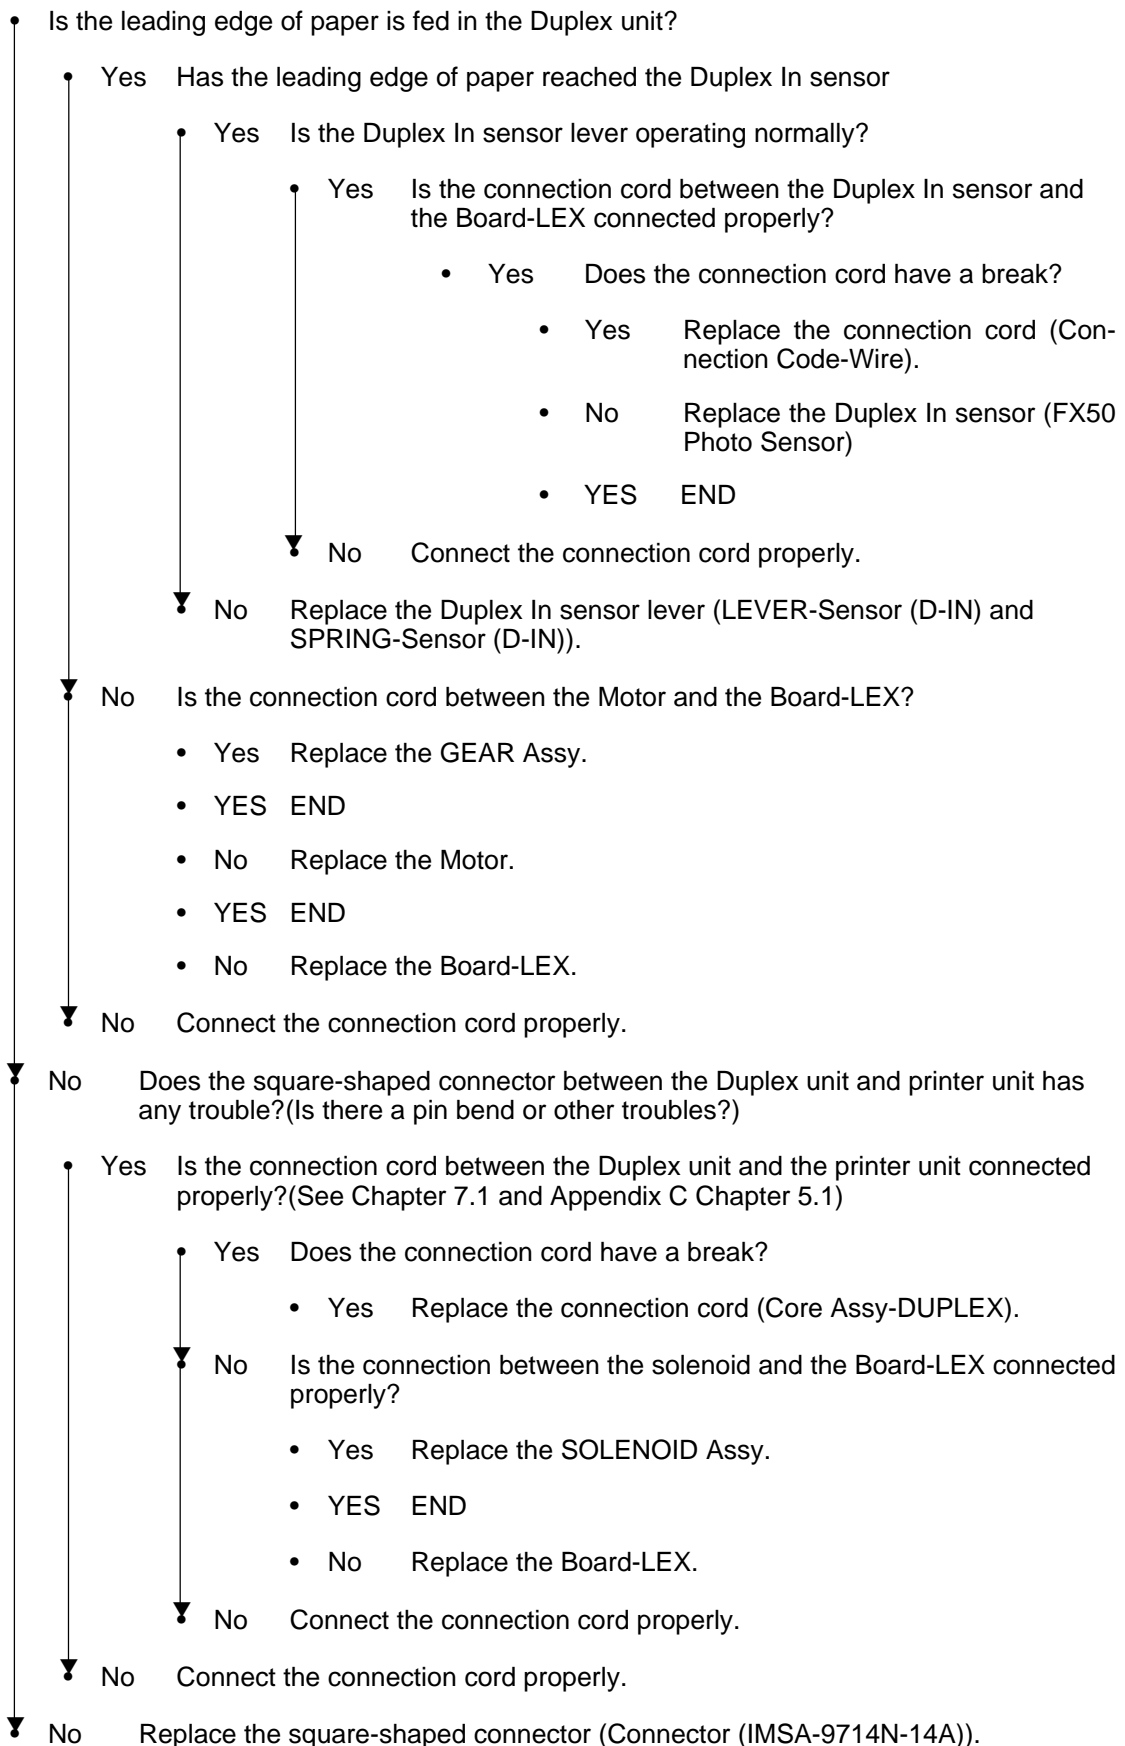 • Is the leading edge of paper is fed in the Duplex unit?
• Yes Has the leading edge of paper reached the Duplex In sensor
• Yes Is the Duplex In sensor lever operating normally?
• Yes Is the connection cord between the Duplex In sensor and
the Board-LEX connected properly?
• Yes Does the connection cord have a break?
• Yes Replace the connection cord (Con-
nection Code-Wire).
• No Replace the Duplex In sensor (FX50
Photo Sensor)
• YES END
• No Connect the connection cord properly.
• No Replace the Duplex In sensor lever (LEVER-Sensor (D-IN) and
SPRING-Sensor (D-IN)).
• No Is the connection cord between the Motor and the Board-LEX?
• Yes Replace the GEAR Assy.
• YES END
• No Replace the Motor.
• YES END
• No Replace the Board-LEX.
• No Connect the connection cord properly.
• No Does the square-shaped connector between the Duplex unit and printer unit has
any trouble?(Is there a pin bend or other troubles?)
• Yes Is the connection cord between the Duplex unit and the printer unit connected
properly?(See Chapter 7.1 and Appendix C Chapter 5.1)
• Yes Does the connection cord have a break?
• Yes Replace the connection cord (Core Assy-DUPLEX).
• No Is the connection between the solenoid and the Board-LEX connected
properly?
• Yes Replace the SOLENOID Assy.
• YES END
• No Replace the Board-LEX.
• No Connect the connection cord properly.
• No Connect the connection cord properly.
• No Replace the square-shaped connector (Connector (IMSA-9714N-14A)).